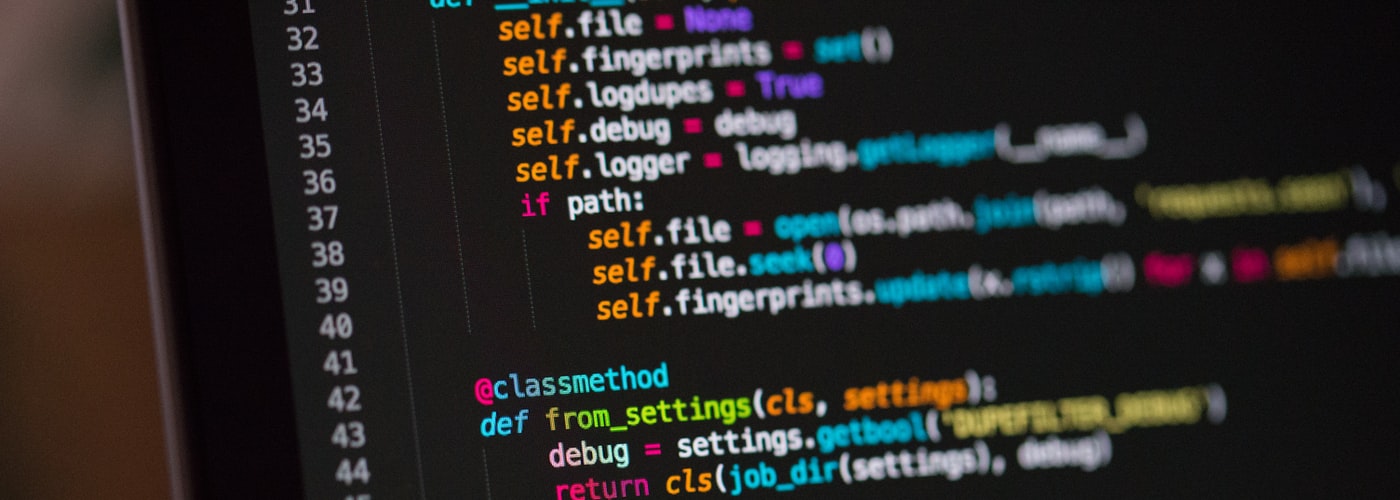 31 def __init__(
32 self.file = None
33 self.fingerprints = set()
34 self.logdupes = True
35 self.debug = debug
36 self.logger = logging.getLogger(__name__)
37 if path:
38 self.file = open(os.path.join(path, 'requests.seen'),
39 self.file.seek(0)
40 self.fingerprints.update(x.rstrip() for x in self.file
41
42 @classmethod
43 def from_settings(cls, settings):
44 debug = settings.getbool('DUPEFILTER_DEBUG')
return cls(job_dir(settings), debug)